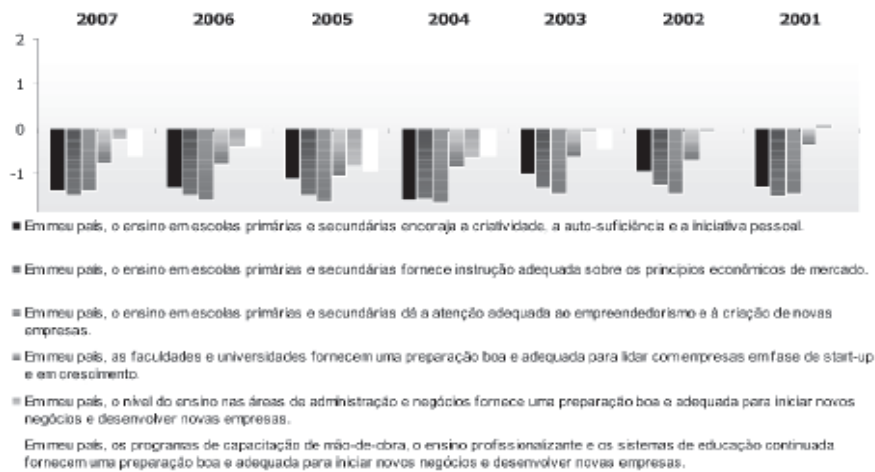 2007 2006 2005 2004 2003 2002 2001
2
1
0
-1
Em meu país, o ensino em escolas primárias e secundárias encoraja a criatividade, a auto-suficiência e a iniciativa pessoal.
Em meu país, o ensino em escolas primárias e secundárias fornece instrução adequada sobre os princípios econômicos de mercado.
Em meu país, o ensino em escolas primárias e secundárias dá a atenção adequada ao empreendedorismo e à criação de novas
empresas.
Em meu país, as faculdades e universidades fornecem uma preparação boa e adequada para lidar com empresas em fase de start-up
e em crescimento.
Em meu país, o nível do ensino nas áreas de administração e negócios fornece uma preparação boa e adequada para iniciar novos
negócios e desenvolver novas empresas.
Em meu país, os programas de capacitação de mão-de-obra, o ensino profissionalizante e os sistemas de educação continuada
fornecem uma preparação boa e adequada para iniciar novos negócios e desenvolver novas empresas.